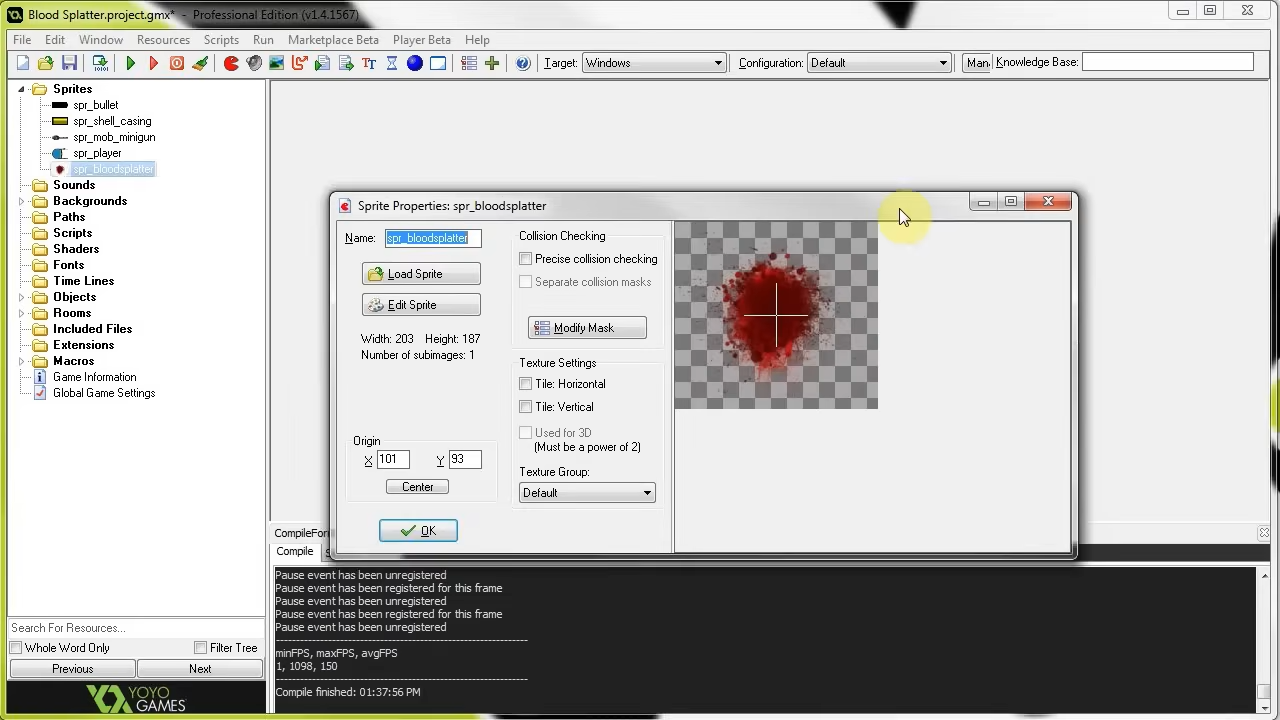 Blood Splatter.project.gmx* - Professional Edition (v1.4.1567)
File Edit Window Resources Scripts Run Marketplace Beta Player Beta Help
Target: Windows Configuration: Default Man Knowledge Base:
Sprites
spr_bullet
spr_shell_casing
spr_mob_minigun
spr_player
spr_bloodsplatter
Sounds
Backgrounds
Paths
Scripts
Shaders
Fonts
Time Lines
Objects
Rooms
Included Files
Extensions
Macros
Game Information
Global Game Settings
Search For Resources...
Whole Word Only Filter Tree
Previous Next
YOYO
GAMES
Sprite Properties: spr_bloodsplatter
Name: spr_bloodsplatter
Load Sprite
Edit Sprite
Width: 203 Height: 187
Number of subimages: 1
Origin
X 101 Y 93
Center
OK
Collision Checking
Precise collision checking
Separate collision masks
Modify Mask
Texture Settings
Tile: Horizontal
Tile: Vertical
Used for 3D
(Must be a power of 2)
Texture Group:
Default
Compile
Pause event has been unregistered
Pause event has been registered for this frame
Pause event has been unregistered
Pause event has been registered for this frame
Pause event has been unregistered
minFPS, maxFPS, avgFPS
1, 1098, 150
Compile finished: 01:37:56 PM